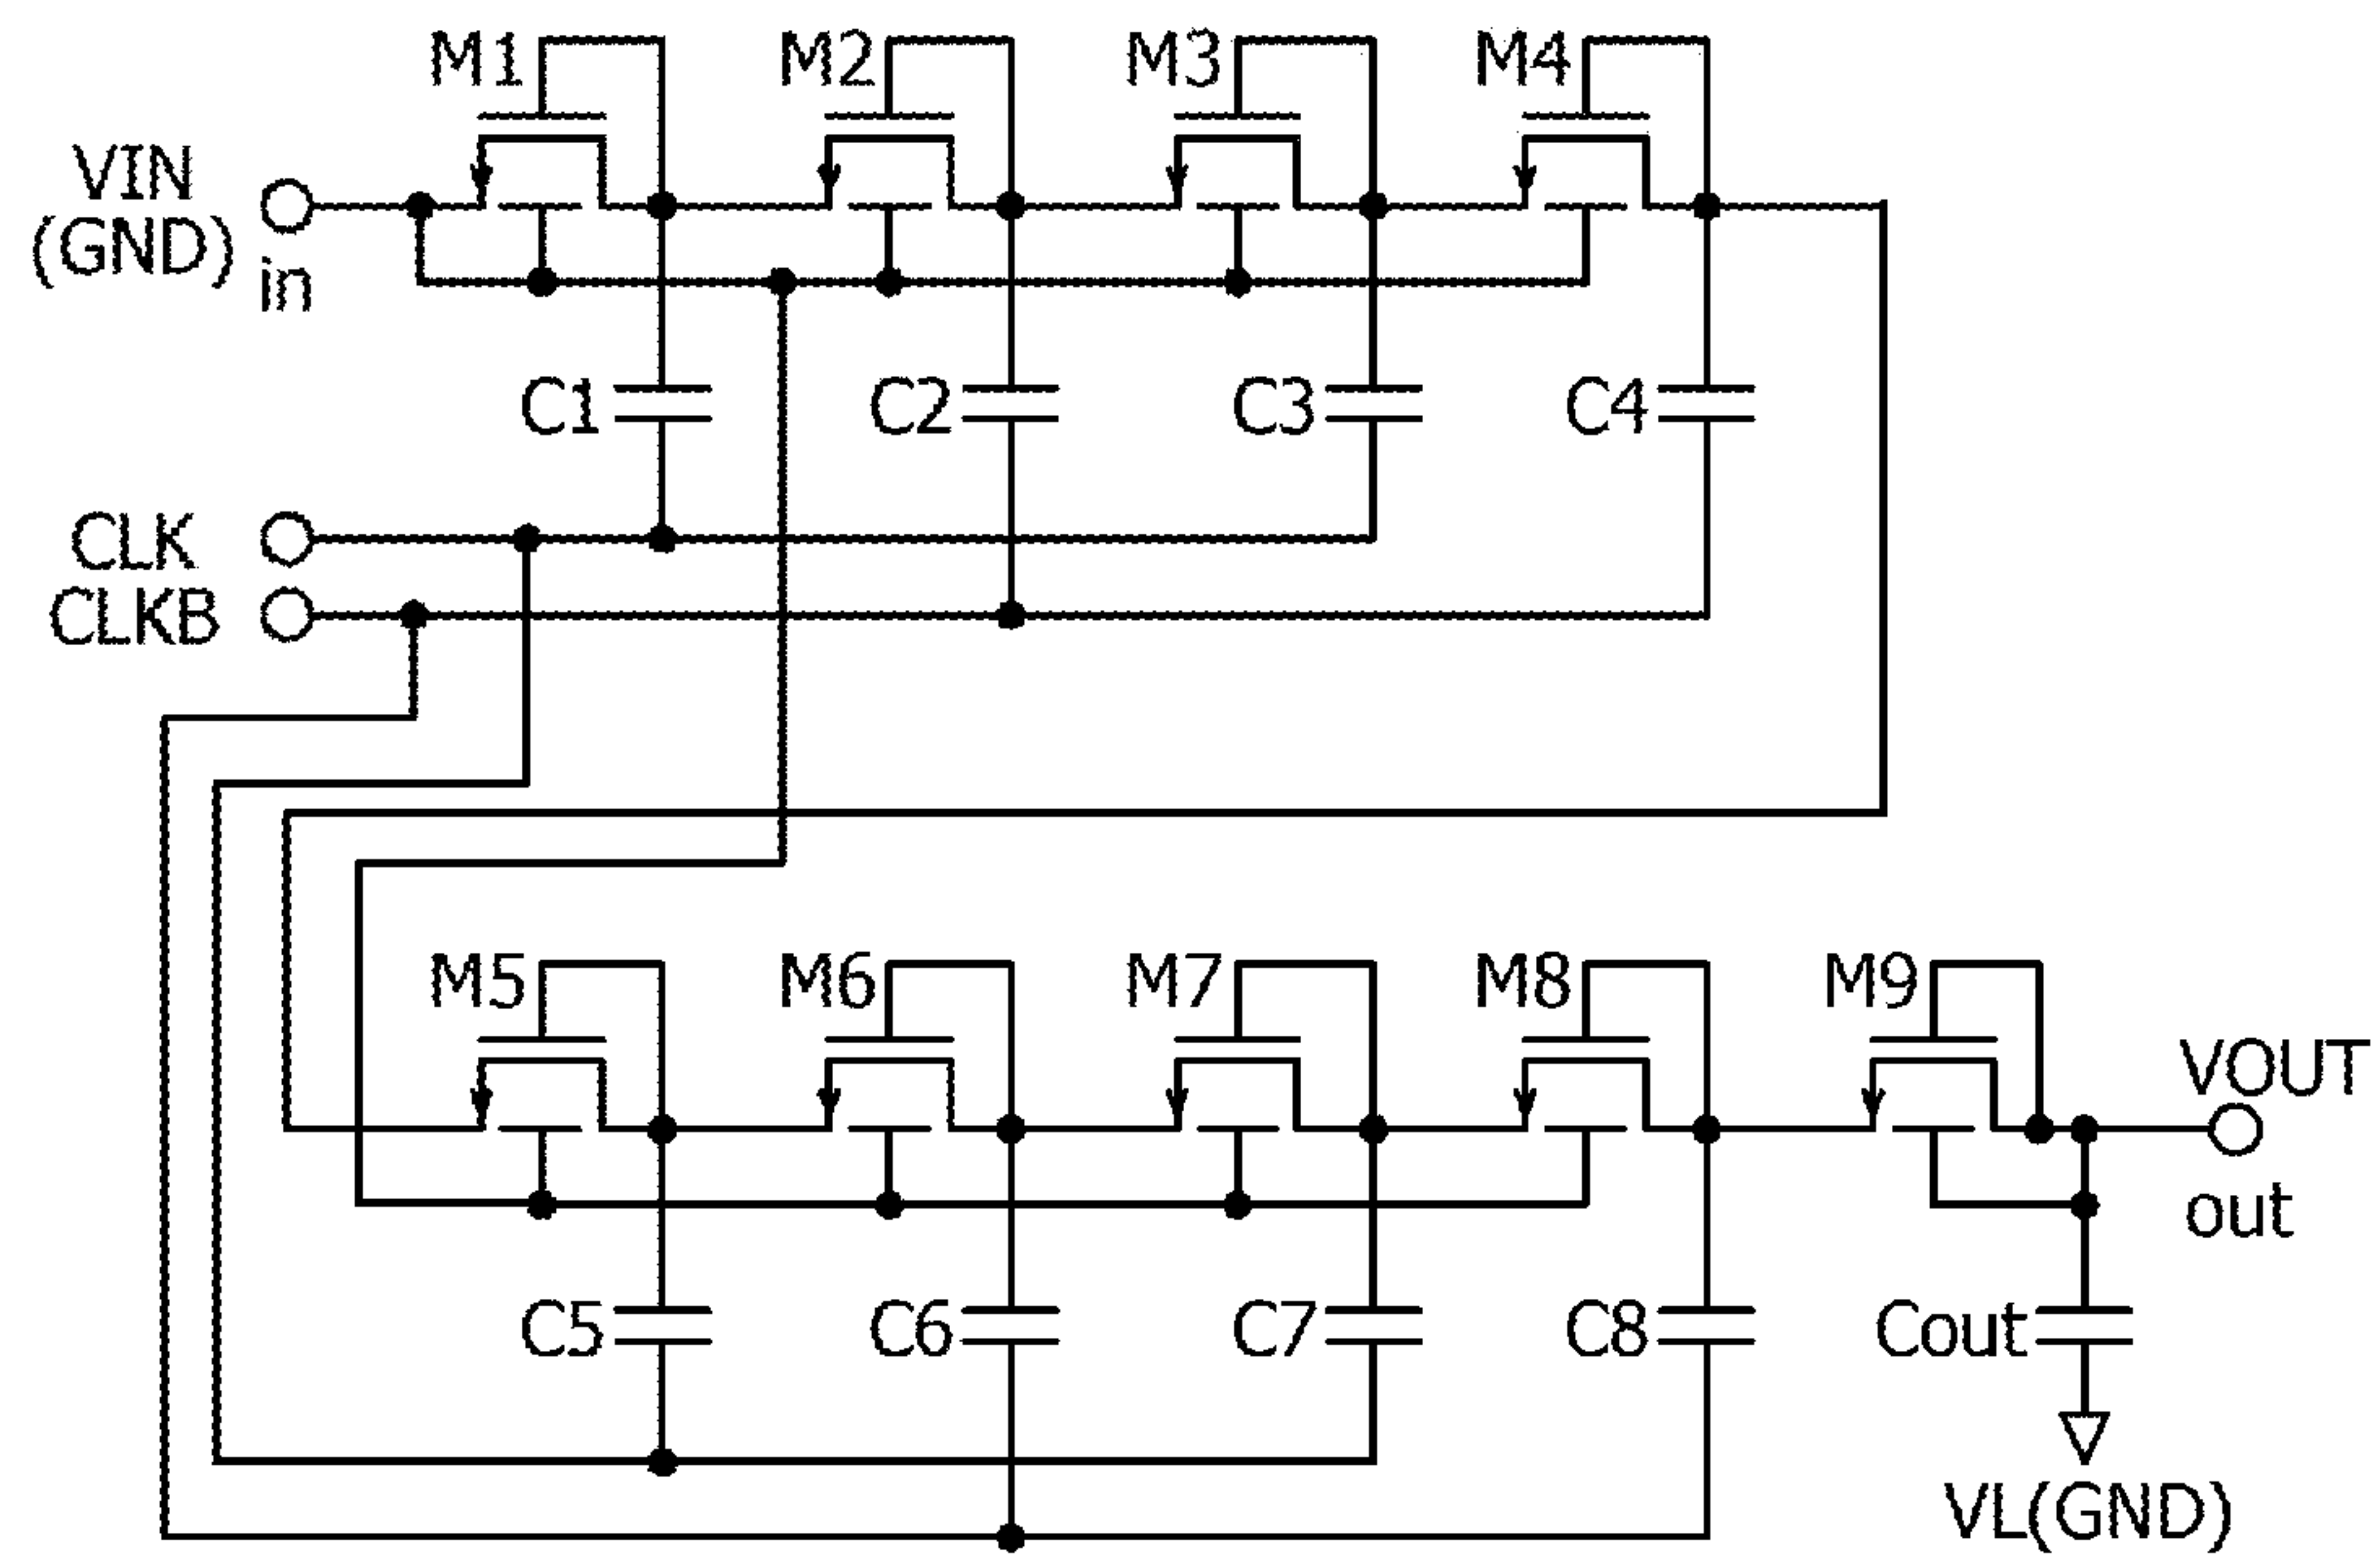 M1
M2
M3
M4
VIN
(GND)
in
C1
C2
C3
C4
CLK
CLKB
M5
M6
M7
M8
M9
VOUT
out
C5
C6
C7
C8
Cout
VL(GND)